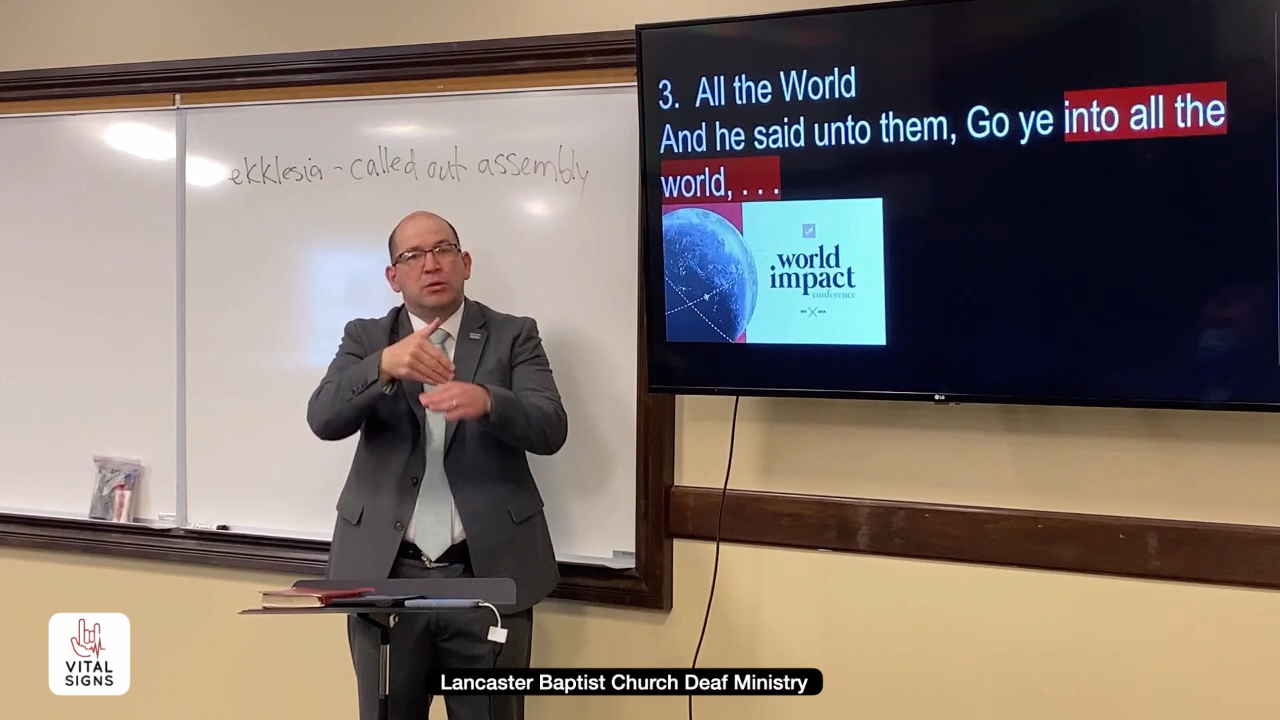 ekklesia - called out assembly
3. All the World
And he said unto them, Go ye into all the
world, . . .
world
impact
conference
LG
VITAL
SIGNS
Lancaster Baptist Church Deaf Ministry